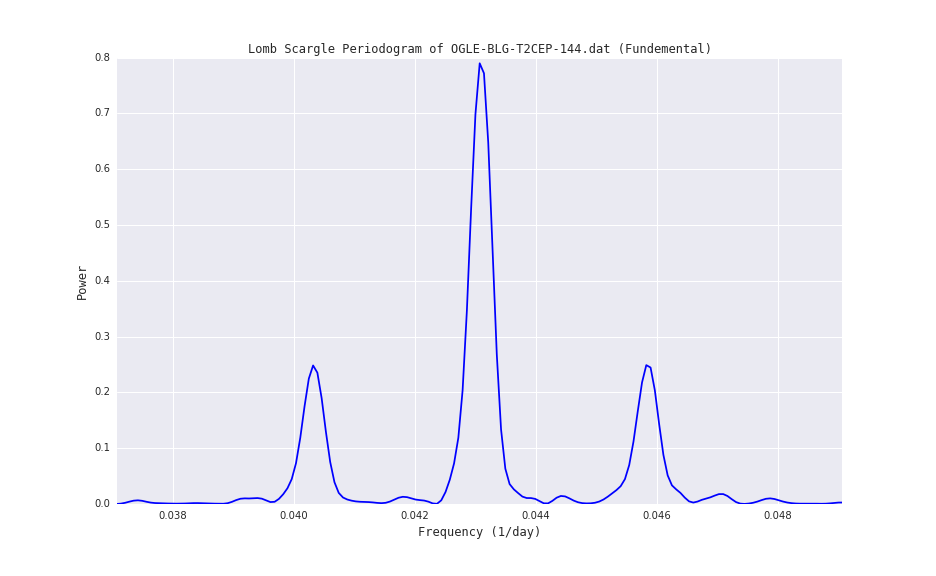 Lomb Scargle Periodogram of OGLE-BLG-T2CEP-144.dat (Fundemental)
0.8
0.7
0.6
0.5
0.4
0.3
0.2
0.1
0.0
Power
0.038 0.040 0.042 0.044 0.046 0.048
Frequency (1/day)